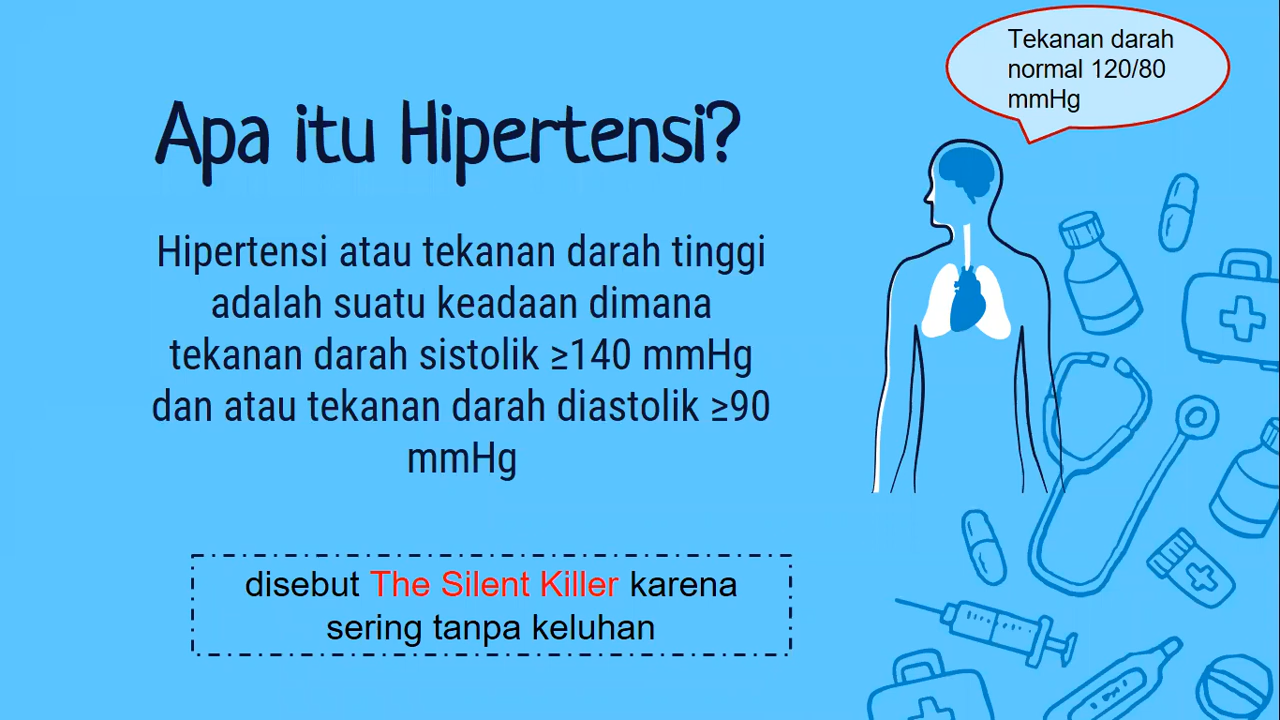 Tekanan darah
normal 120/80
mmHg
Apa itu Hipertensi?
Hipertensi atau tekanan darah tinggi
adalah suatu keadaan dimana
tekanan darah sistolik ≥140 mmHg
dan atau tekanan darah diastolik ≥90
mmHg
disebut The Silent Killer karena
sering tanpa keluhan